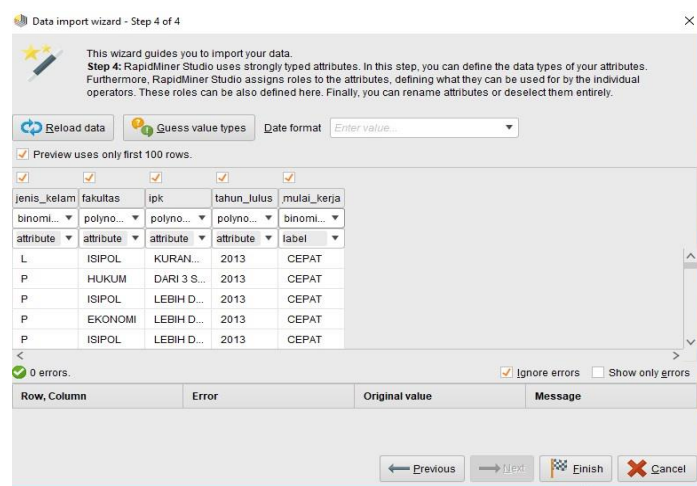 Data import wizard - Step 4 of 4
This wizard guides you to import your data.
Step 4: RapidMiner Studio uses strongly typed attributes. In this step, you can define the data types of your attributes.
Furthermore, RapidMiner Studio assigns roles to the attributes, defining what they can be used for by the individual
operators. These roles can be also defined here. Finally, you can rename attributes or deselect them entirely.
Reload data Guess value types Date format Enter value...
Preview uses only first 100 rows.
jenis_kelam fakultas ipk tahun_lulus mulai_kerja
binomi... polyno... polyno... polyno... binomi...
attribute attribute attribute attribute label
L ISIPOL KURAN... 2013 CEPAT
P HUKUM DARI 3 S... 2013 CEPAT
P ISIPOL LEBIH D... 2013 CEPAT
P EKONOMI LEBIH D... 2013 CEPAT
P ISIPOL LEBIH D... 2013 CEPAT
0 errors. Ignore errors Show only errors
Row, Column Error Original value Message
Previous Next Finish Cancel